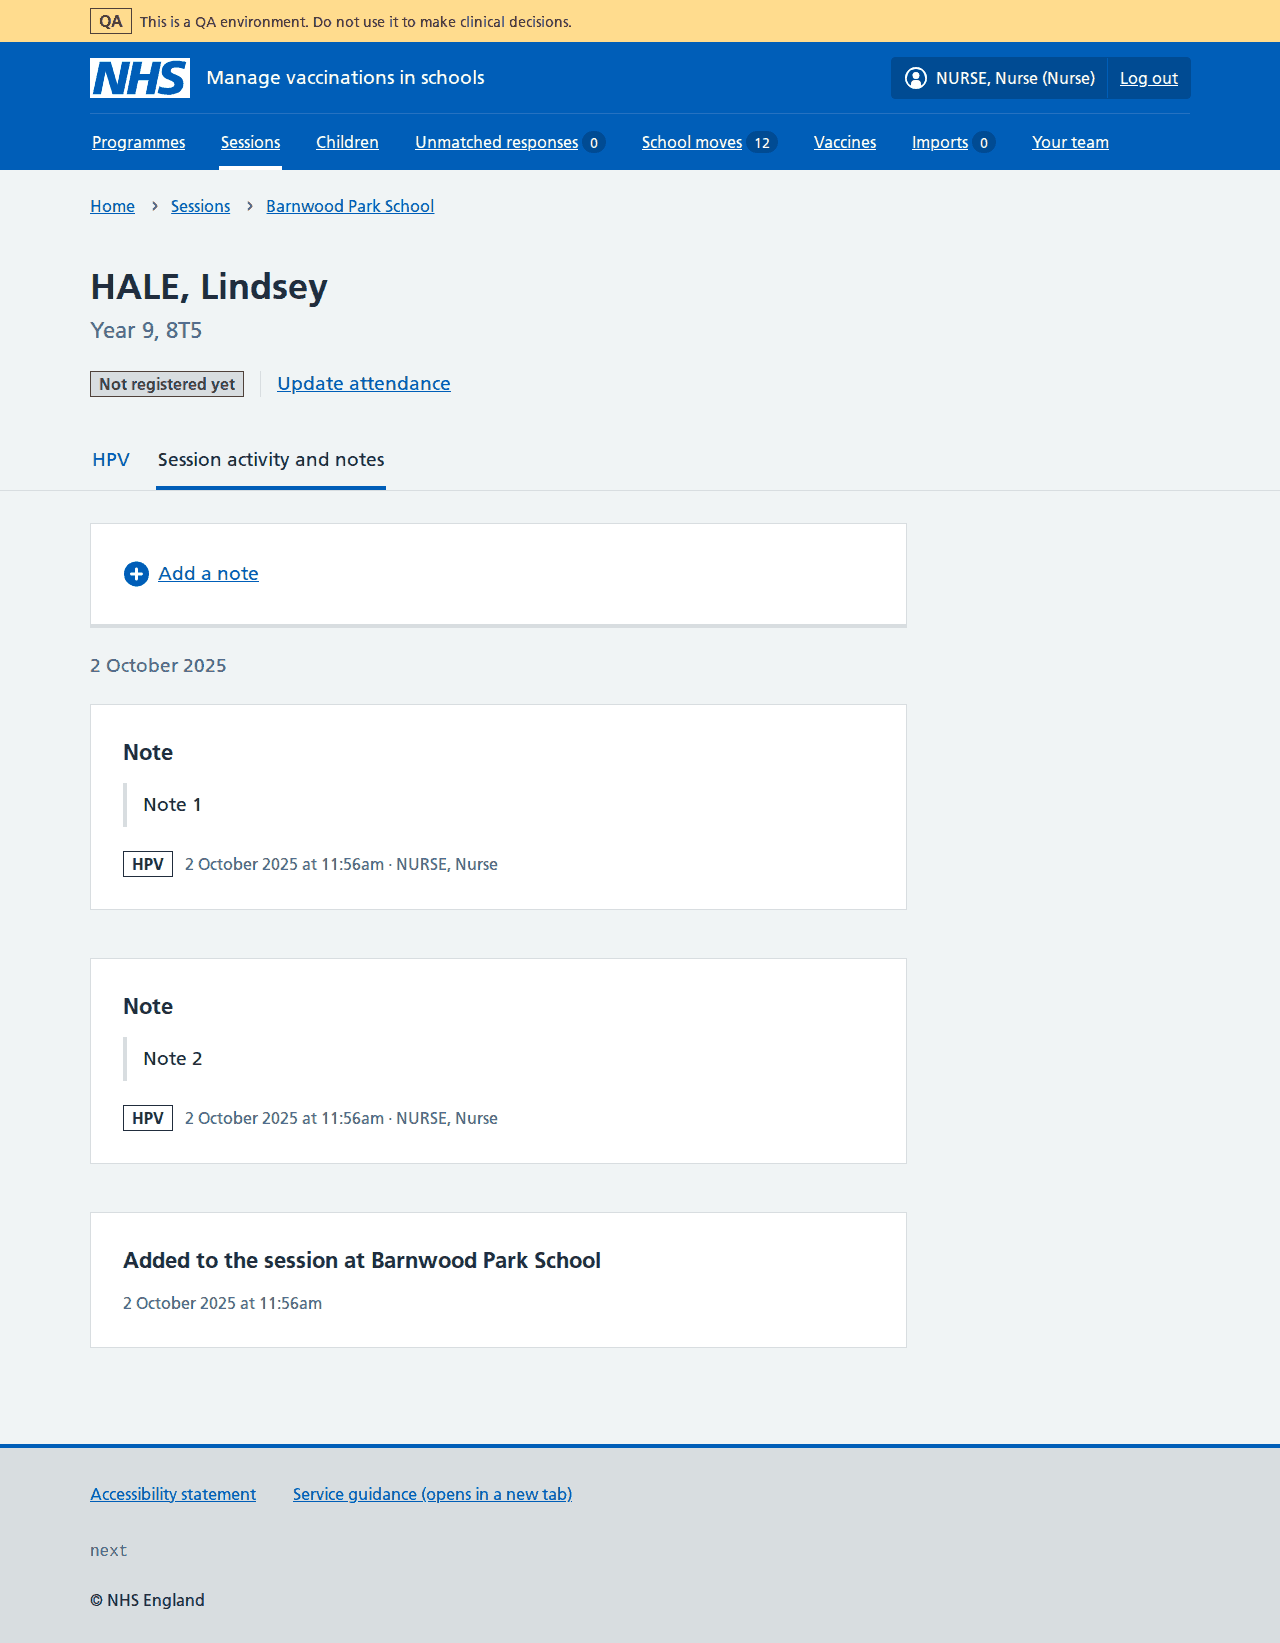 QA This is a QA environment. Do not use it to make clinical decisions.
NHS Manage vaccinations in schools NURSE, Nurse (Nurse) Log out
Programmes Sessions Children Unmatched responses 0 School moves 12 Vaccines Imports 0 Your team
Home › Sessions › Barnwood Park School
HALE, Lindsey
Year 9, 8T5
Not registered yet Update attendance
HPV Session activity and notes
Add a note
2 October 2025
Note
Note 1
HPV 2 October 2025 at 11:56am · NURSE, Nurse
Note
Note 2
HPV 2 October 2025 at 11:56am · NURSE, Nurse
Added to the session at Barnwood Park School
2 October 2025 at 11:56am
Accessibility statement Service guidance (opens in a new tab)
next
© NHS England